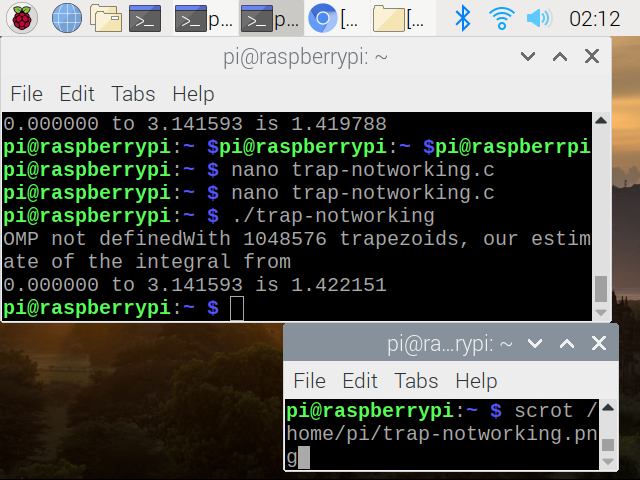 p... p... [... [... 02:12
pi@raspberrypi: ~
File Edit Tabs Help
0.000000 to 3.141593 is 1.419788
pi@raspberrypi:~ $pi@raspberrypi:~ $pi@raspberrpi
pi@raspberrypi:~ $ nano trap-notworking.c
pi@raspberrypi:~ $ nano trap-notworking.c
pi@raspberrypi:~ $ ./trap-notworking
OMP not definedWith 1048576 trapezoids, our estim
ate of the integral from
0.000000 to 3.141593 is 1.422151
pi@raspberrypi:~ $
pi@ra...rypi: ~
File Edit Tabs Help
pi@raspberrypi:~ $ scrot /
home/pi/trap-notworking.pn
g